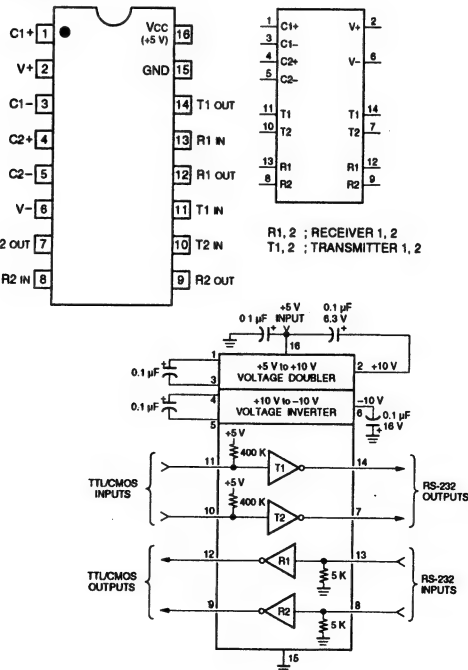 C1+ 1
V+ 2
C1- 3
C2+ 4
C2- 5
V- 6
2 OUT 7
R2 IN 8
VCC 16
(+5 V)
GND 15
14 T1 OUT
13 R1 IN
12 R1 OUT
11 T1 IN
10 T2 IN
9 R2 OUT
1 C1+ V+ 2
3 C1-
4 C2+ V- 6
5 C2-
11 T1 T1 14
10 T2 T2 7
13 R1 R1 12
8 R2 R2 9
R1, 2 ; RECEIVER 1, 2
T1, 2 ; TRANSMITTER 1, 2
+5 V
INPUT
0 1 µF +
0.1 µF
6.3 V
+
16
1
+
0.1 µF
3
+5 V to +10 V
VOLTAGE DOUBLER
2 +10 V
4
+
0.1 µF
5
+10 V to -10 V
VOLTAGE INVERTER
-10 V
6
0.1 µF
+ 16 V
+5 V
400 K
11 T1 14
+5 V
400 K
10 T2 7
TTL/CMOS
INPUTS
RS-232
OUTPUTS
12 R1 13
5 K
9 R2 8
5 K
TTL/CMOS
OUTPUTS
RS-232
INPUTS
15